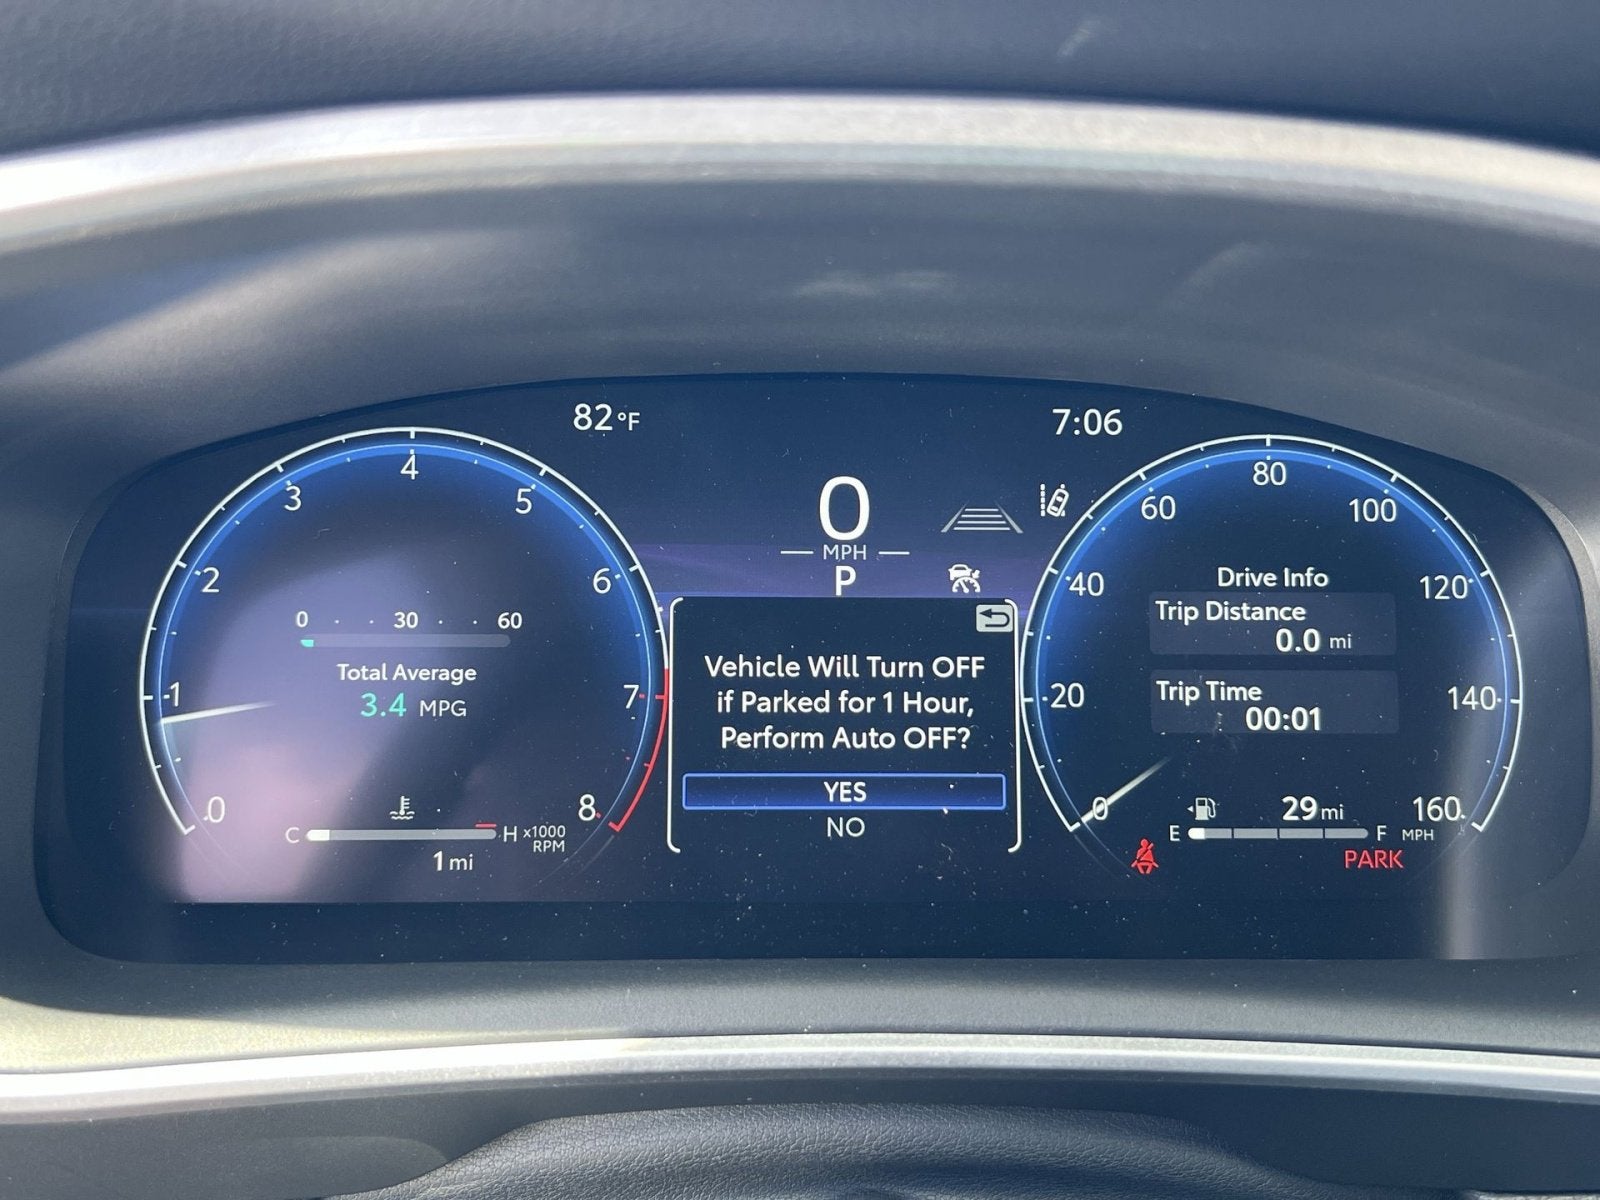 82°F
7:06
0
MPH
P
0 1 2 3 4 5 6 7 8
x1000
RPM
0 30 60
Total Average
3.4 MPG
C H
1 mi
Vehicle Will Turn OFF
if Parked for 1 Hour,
Perform Auto OFF?
YES
NO
0 20 40 60 80 100 120 140 160
MPH
Drive Info
Trip Distance
0.0 mi
Trip Time
00:01
29 mi
E F
PARK